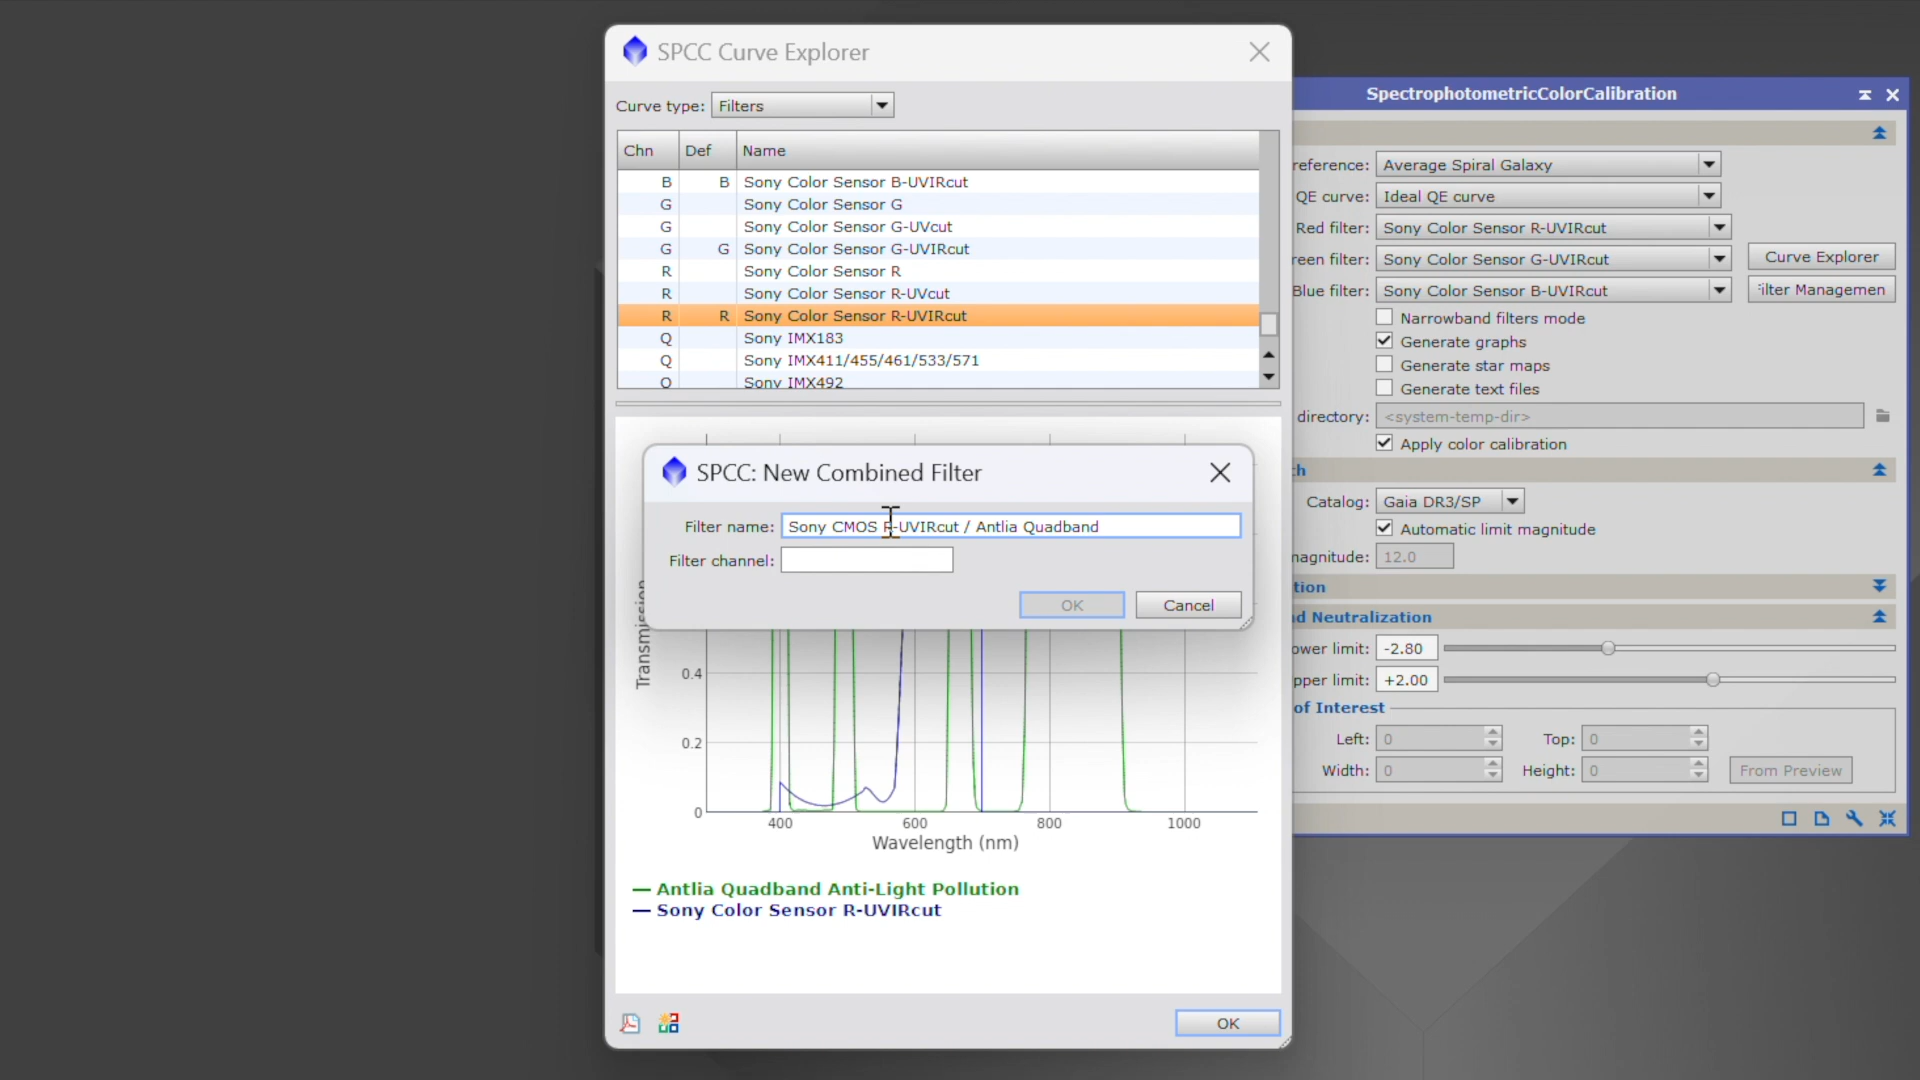 SPCC Curve Explorer
Curve type: Filters
Chn Def Name
B B Sony Color Sensor B-UVIRcut
G Sony Color Sensor G
G Sony Color Sensor G-UVcut
G G Sony Color Sensor G-UVIRcut
R Sony Color Sensor R
R Sony Color Sensor R-UVcut
R R Sony Color Sensor R-UVIRcut
Q Sony IMX183
Q Sony IMX411/455/461/533/571
Q Sony IMX492
SPCC: New Combined Filter
Filter name: Sony CMOS R-UVIRcut / Antlia Quadband
Filter channel:
OK Cancel
Transmission
0.4
0.2
0
400 600 800 1000
Wavelength (nm)
— Antlia Quadband Anti-Light Pollution
— Sony Color Sensor R-UVIRcut
OK
SpectrophotometricColorCalibration
reference: Average Spiral Galaxy
QE curve: Ideal QE curve
Red filter: Sony Color Sensor R-UVIRcut
reen filter: Sony Color Sensor G-UVIRcut
Curve Explorer
Blue filter: Sony Color Sensor B-UVIRcut
ilter Managemen
Narrowband filters mode
Generate graphs
Generate star maps
Generate text files
directory: <system-temp-dir>
Apply color calibration
ch
Catalog: Gaia DR3/SP
Automatic limit magnitude
magnitude: 12.0
tion
d Neutralization
ower limit: -2.80
pper limit: +2.00
of Interest
Left: 0 Top: 0
Width: 0 Height: 0 From Preview